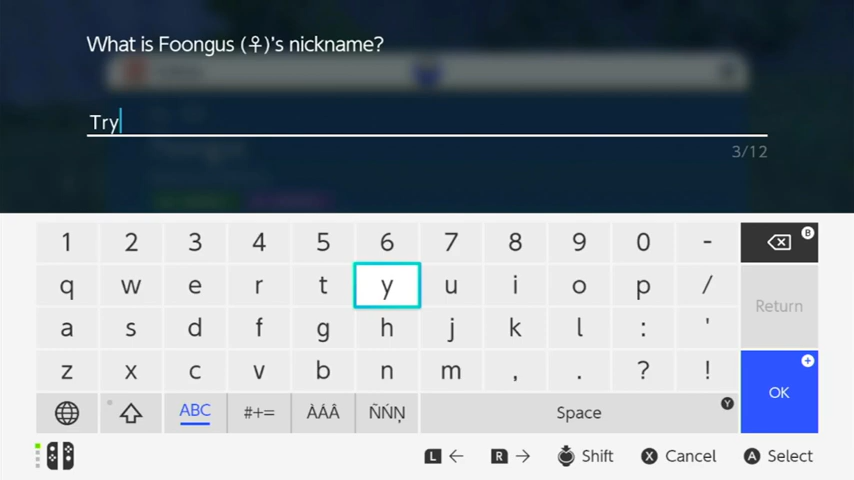 What is Foongus (♀)'s nickname?
Try
3/12
1 2 3 4 5 6 7 8 9 0 - B
q w e r t y u i o p /
Return
a s d f g h j k l : '
z x c v b n m , . ? !
OK
ABC #+= ÀÁÂ ÑŃŅ Space Y
L ← R → Shift X Cancel A Select